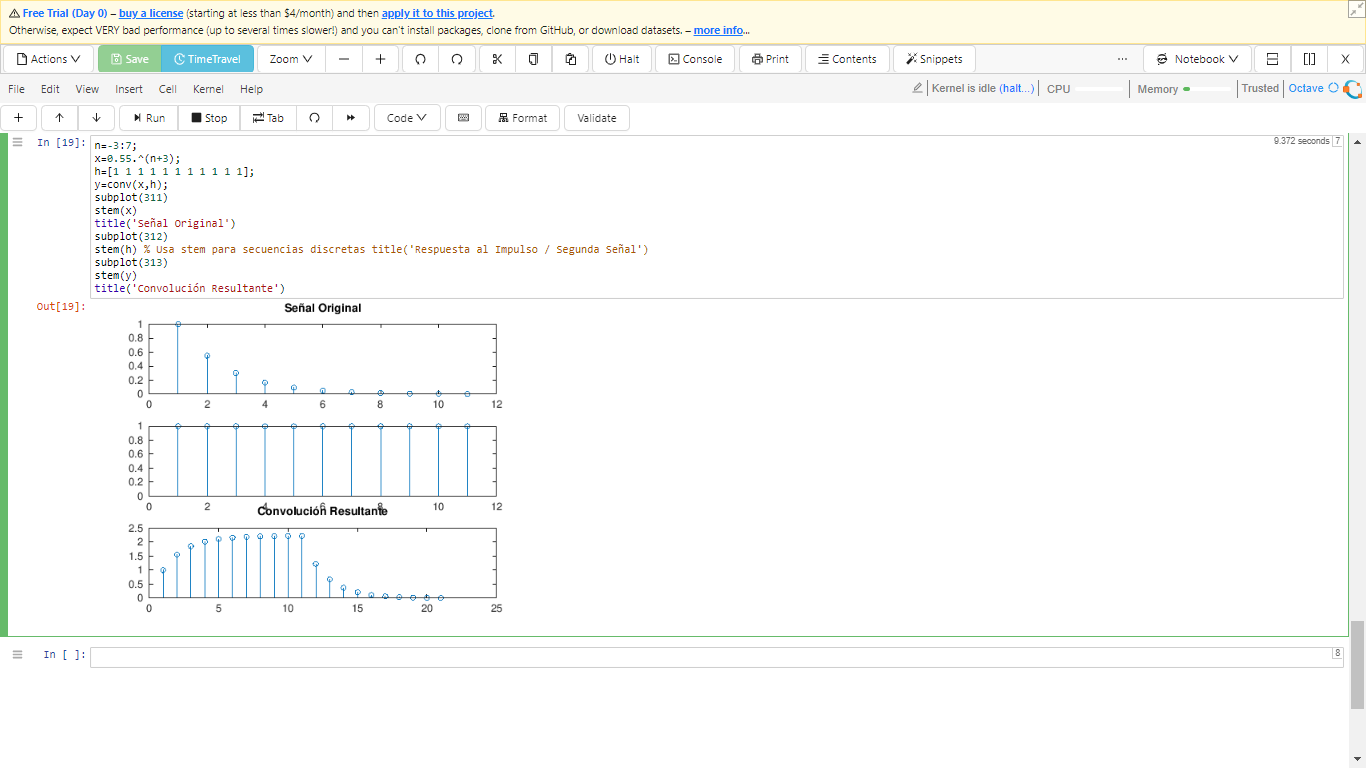 Free Trial (Day 0) – buy a license (starting at less than $4/month) and then apply it to this project.
Otherwise, expect VERY bad performance (up to several times slower!) and you can't install packages, clone from GitHub, or download datasets. – more info...
Actions Save TimeTravel Zoom Halt Console Print Contents Snippets ... Notebook X
File Edit View Insert Cell Kernel Help Kernel is idle (halt...) CPU Memory Trusted Octave
Run Stop Tab Code Format Validate
In [19]: 9.372 seconds 7
n=-3:7;
x=0.55.^(n+3);
h=[1 1 1 1 1 1 1 1 1 1 1];
y=conv(x,h);
subplot(311)
stem(x)
title('Señal Original')
subplot(312)
stem(h) % Usa stem para secuencias discretas title('Respuesta al Impulso / Segunda Señal')
subplot(313)
stem(y)
title('Convolución Resultante')
Out[19]:
Señal Original
1
0.8
0.6
0.4
0.2
0
0 2 4 6 8 10 12
1
0.8
0.6
0.4
0.2
0
0 2 4 6 8 10 12
Convolución Resultante
2.5
2
1.5
1
0.5
0
0 5 10 15 20 25
In [ ]: 8